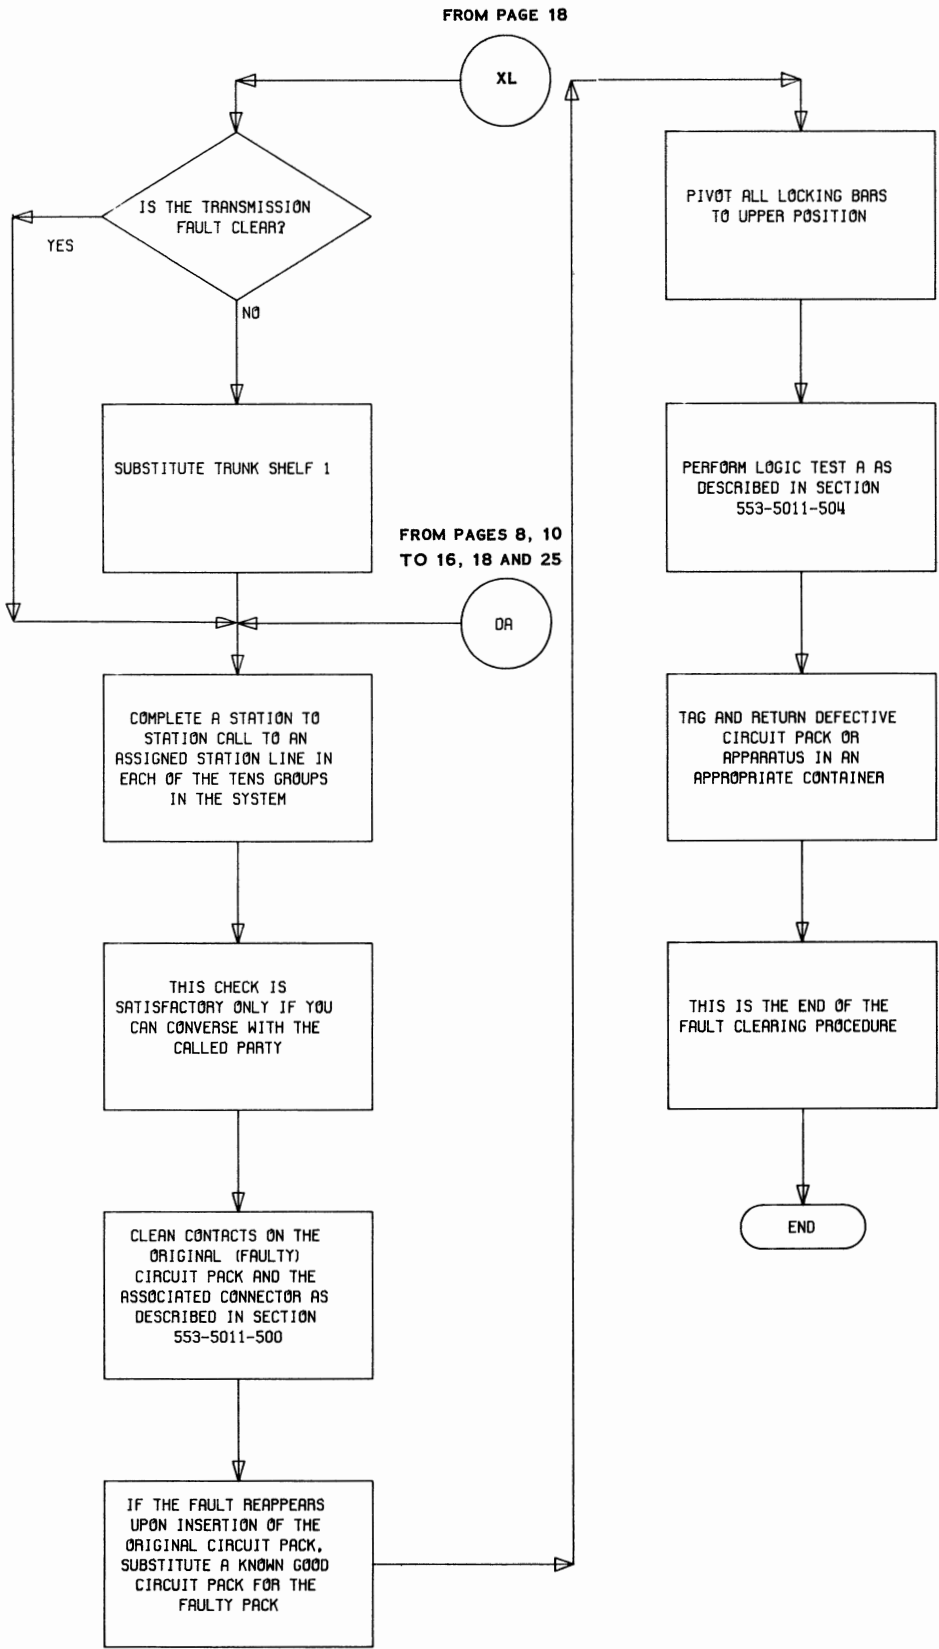 FROM PAGE 18
XL
IS THE TRANSMISSION
FAULT CLEAR?
YES
NO
SUBSTITUTE TRUNK SHELF 1
FROM PAGES 8, 10
TO 16, 18 AND 25
DA
COMPLETE A STATION TO
STATION CALL TO AN
ASSIGNED STATION LINE IN
EACH OF THE TENS GROUPS
IN THE SYSTEM
THIS CHECK IS
SATISFACTORY ONLY IF YOU
CAN CONVERSE WITH THE
CALLED PARTY
CLEAN CONTACTS ON THE
ORIGINAL (FAULTY)
CIRCUIT PACK AND THE
ASSOCIATED CONNECTOR AS
DESCRIBED IN SECTION
553-5011-500
IF THE FAULT REAPPEARS
UPON INSERTION OF THE
ORIGINAL CIRCUIT PACK,
SUBSTITUTE A KNOWN GOOD
CIRCUIT PACK FOR THE
FAULTY PACK
PIVOT ALL LOCKING BARS
TO UPPER POSITION
PERFORM LOGIC TEST A AS
DESCRIBED IN SECTION
553-5011-504
TAG AND RETURN DEFECTIVE
CIRCUIT PACK OR
APPARATUS IN AN
APPROPRIATE CONTAINER
THIS IS THE END OF THE
FAULT CLEARING PROCEDURE
END